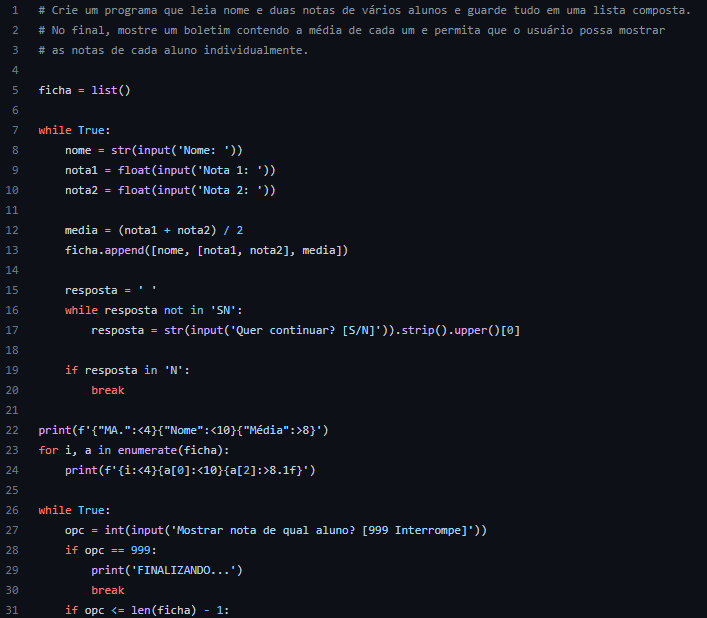 1 # Crie um programa que leia nome e duas notas de vários alunos e guarde tudo em uma lista composta.
2 # No final, mostre um boletim contendo a média de cada um e permita que o usuário possa mostrar
3 # as notas de cada aluno individualmente.
4
5 ficha = list()
6
7 while True:
8     nome = str(input('Nome: '))
9     nota1 = float(input('Nota 1: '))
10     nota2 = float(input('Nota 2: '))
11
12     media = (nota1 + nota2) / 2
13     ficha.append([nome, [nota1, nota2], media])
14
15     resposta = ' '
16     while resposta not in 'SN':
17         resposta = str(input('Quer continuar? [S/N]')).strip().upper()[0]
18
19     if resposta in 'N':
20         break
21
22 print(f'{"MA.":<4}{"Nome":<10}{"Média":>8}')
23 for i, a in enumerate(ficha):
24     print(f'{i:<4}{a[0]:<10}{a[2]:>8.1f}')
25
26 while True:
27     opc = int(input('Mostrar nota de qual aluno? [999 Interrompe]'))
28     if opc == 999:
29         print('FINALIZANDO...')
30         break
31     if opc <= len(ficha) - 1: